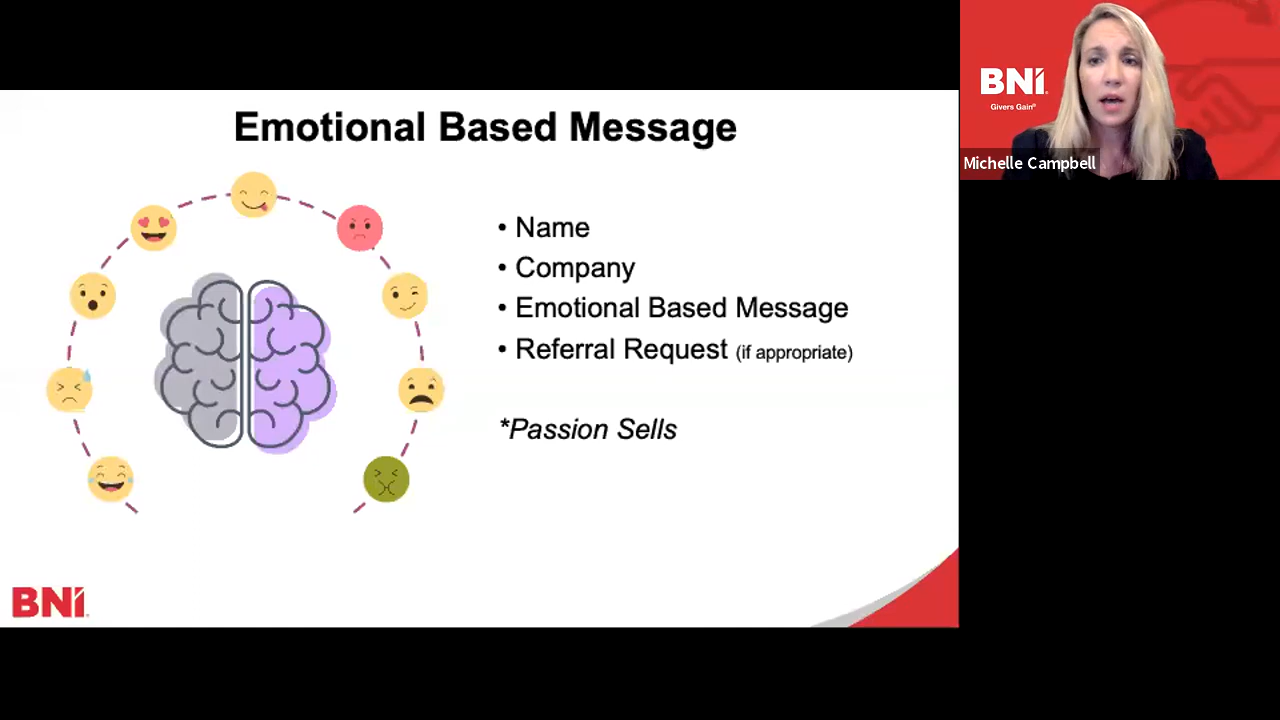 Emotional Based Message
• Name
• Company
• Emotional Based Message
• Referral Request (if appropriate)
*Passion Sells
BNI®
BNI®
Givers Gain®
Michelle Campbell